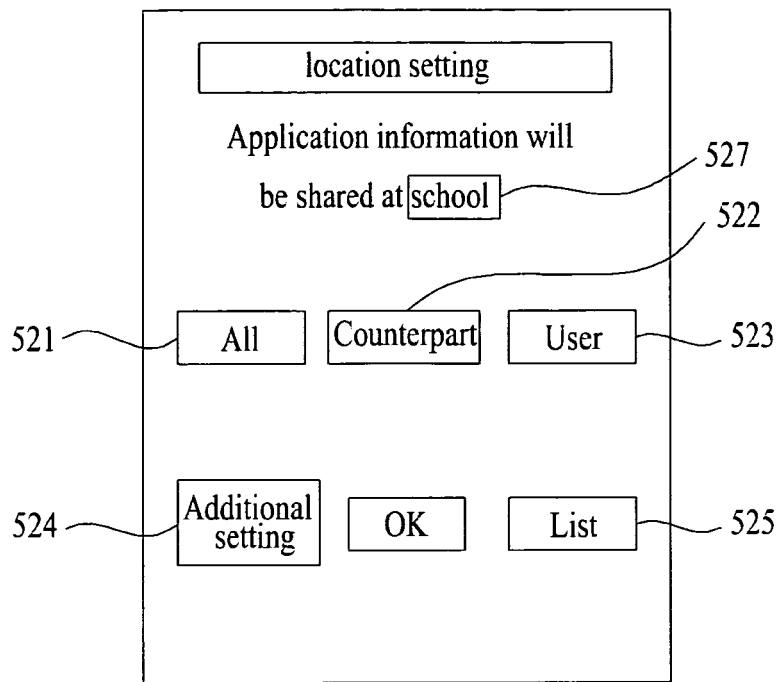 location setting
Application information will
be shared at school
527
522
521
All
Counterpart
User
523
524
Additional
setting
OK
List
525